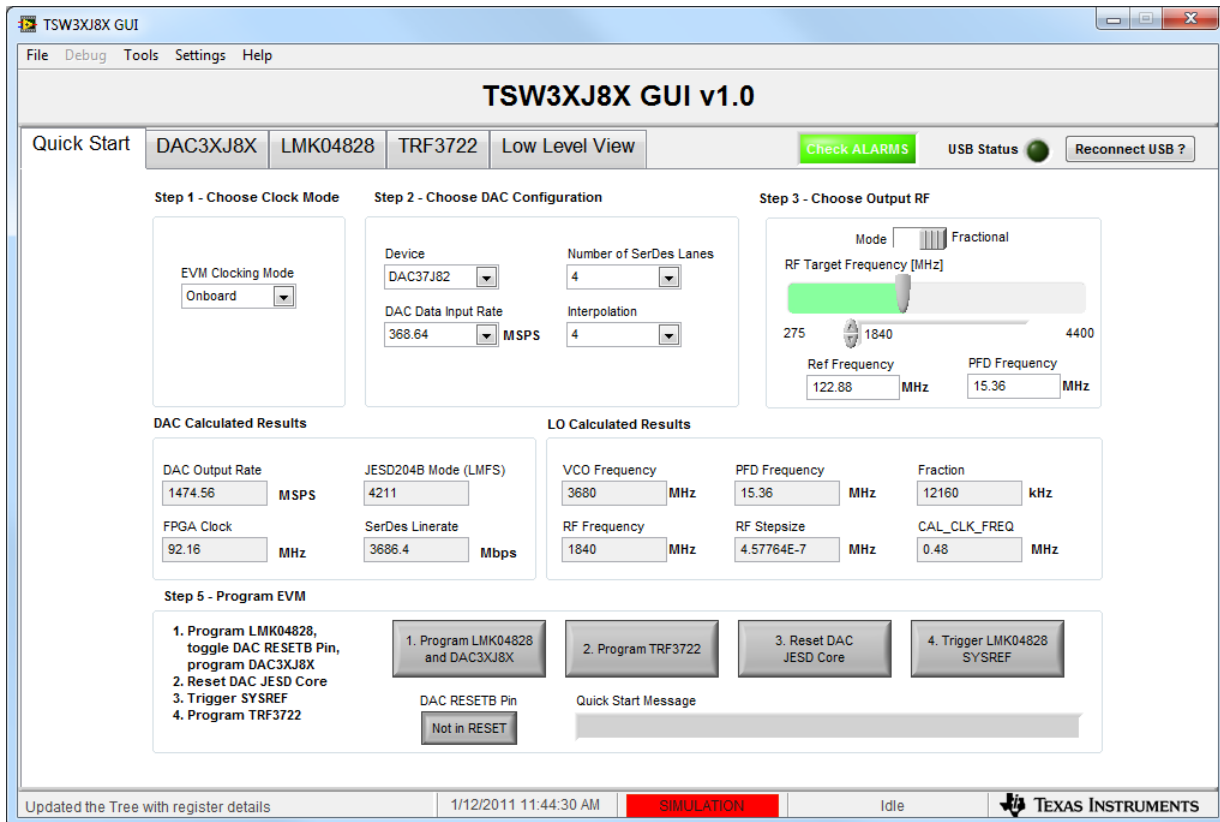 TSW3XJ8X GUI
File Debug Tools Settings Help
TSW3XJ8X GUI v1.0
Quick Start DAC3XJ8X LMK04828 TRF3722 Low Level View Check ALARMS USB Status Reconnect USB ?
Step 1 - Choose Clock Mode
EVM Clocking Mode
Onboard
Step 2 - Choose DAC Configuration
Device Number of SerDes Lanes
DAC37J82 4
DAC Data Input Rate Interpolation
368.64 MSPS 4
Step 3 - Choose Output RF
Mode Fractional
RF Target Frequency [MHz]
275 1840 4400
Ref Frequency PFD Frequency
122.88 MHz 15.36 MHz
DAC Calculated Results
DAC Output Rate JESD204B Mode (LMFS)
1474.56 MSPS 4211
FPGA Clock SerDes Linerate
92.16 MHz 3686.4 Mbps
LO Calculated Results
VCO Frequency PFD Frequency Fraction
3680 MHz 15.36 MHz 12160 kHz
RF Frequency RF Stepsize CAL_CLK_FREQ
1840 MHz 4.57764E-7 MHz 0.48 MHz
Step 5 - Program EVM
1. Program LMK04828,
toggle DAC RESETB Pin,
program DAC3XJ8X
2. Reset DAC JESD Core
3. Trigger SYSREF
4. Program TRF3722
1. Program LMK04828
and DAC3XJ8X
2. Program TRF3722
3. Reset DAC
JESD Core
4. Trigger LMK04828
SYSREF
DAC RESETB Pin
Not in RESET
Quick Start Message
Updated the Tree with register details 1/12/2011 11:44:30 AM SIMULATION Idle TEXAS INSTRUMENTS